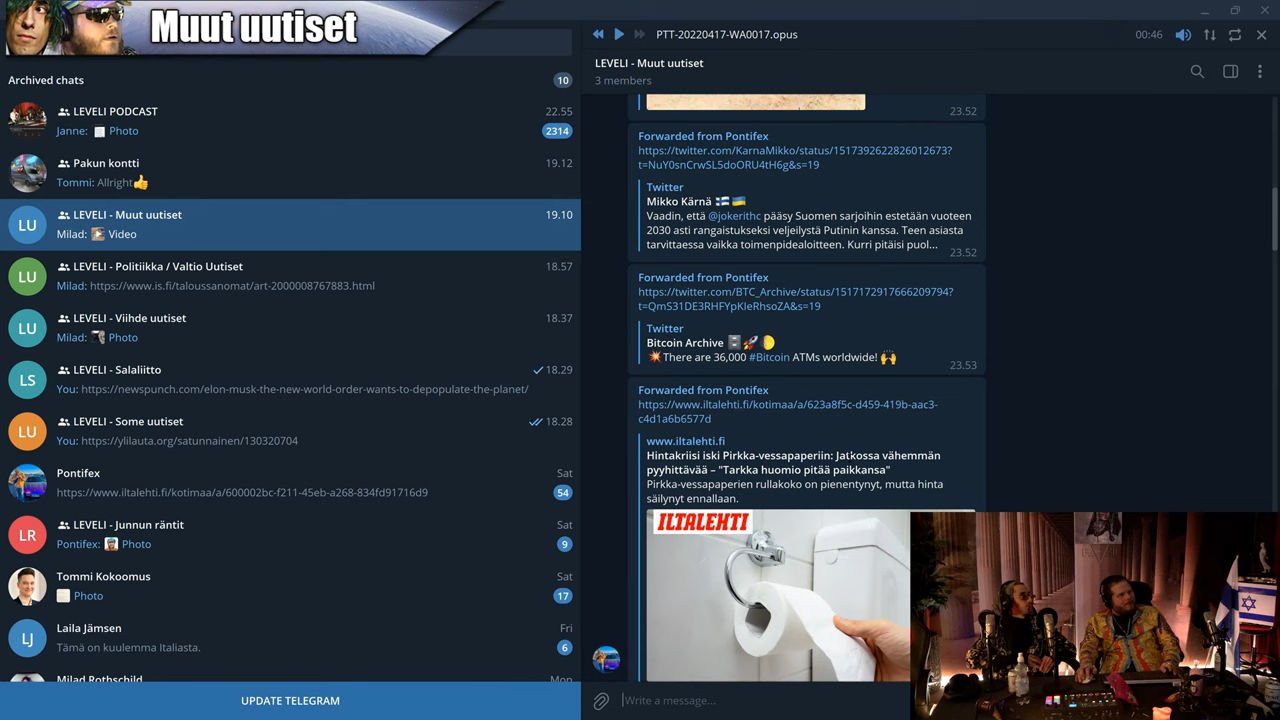 Muut uutiset
Archived chats
10
LEVELI PODCAST
22.55
Janne: Photo
2314
Pakun kontti
19.12
Tommi: Allright👍
LU
LEVELI - Muut uutiset
19.10
Milad: Video
LU
LEVELI - Politiikka / Valtio Uutiset
18.57
Milad: https://www.is.fi/taloussanomat/art-2000008767883.html
LU
LEVELI - Viihde uutiset
18.37
Milad: Photo
LS
LEVELI - Salaliitto
18.29
You: https://newspunch.com/elon-musk-the-new-world-order-wants-to-depopulate-the-planet/
LU
LEVELI - Some uutiset
18.28
You: https://ylilauta.org/satunnainen/130320704
Pontifex
Sat
https://www.iltalehti.fi/kotimaa/a/600002bc-f211-45eb-a268-834fd91716d9
54
LR
LEVELI - Junnun räntit
Sat
Pontifex: Photo
9
Tommi Kokoomus
Sat
Photo
17
LJ
Laila Jämsen
Fri
Tämä on kuulemma Italiasta.
6
Milad Rothschild
Mon
UPDATE TELEGRAM
PTT-20220417-WA0017.opus
00:46
LEVELI - Muut uutiset
3 members
23.52
Forwarded from Pontifex
https://twitter.com/KarnaMikko/status/1517392622826012673?
t=NuY0snCrwSL5doORU4tH6g&s=19
Twitter
Mikko Kärnä 🇫🇮🇺🇦
Vaadin, että @jokerithc pääsy Suomen sarjoihin estetään vuoteen
2030 asti rangaistukseksi veljeilystä Putinin kanssa. Teen asiasta
tarvittaessa vaikka toimenpidealoitteen. Kurri pitäisi puol...
23.52
Forwarded from Pontifex
https://twitter.com/BTC_Archive/status/1517172917666209794?
t=QmS31DE3RHFYpKIeRhsoZA&s=19
Twitter
Bitcoin Archive 🗄🚀🌔
💥There are 36,000 #Bitcoin ATMs worldwide! 🙌
23.53
Forwarded from Pontifex
https://www.iltalehti.fi/kotimaa/a/623a8f5c-d459-419b-aac3-
c4d1a6b6577d
www.iltalehti.fi
Hintakriisi iski Pirkka-vessapaperiin: Jatkossa vähemmän
pyyhittävää – "Tarkka huomio pitää paikkansa"
Pirkka-vessapaperien rullakoko on pienentynyt, mutta hinta
säilynyt ennallaan.
ILTALEHTI
Write a message...